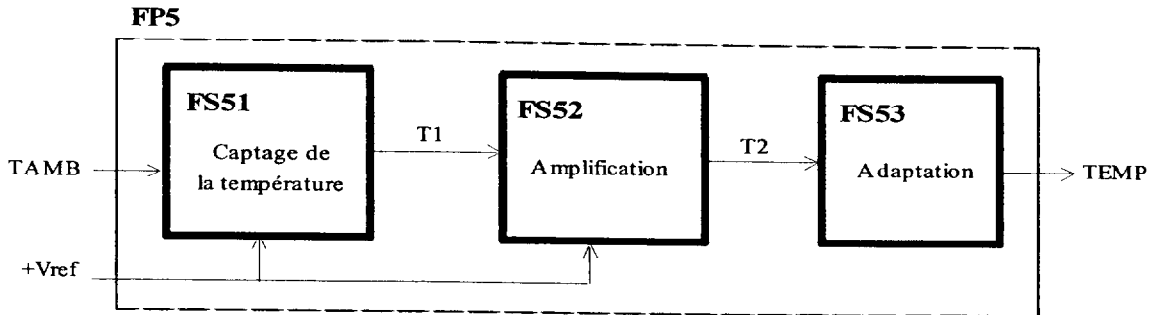 FP5
FS51
Captage de
la température
TAMB
T1
FS52
Amplification
T2
FS53
Adaptation
TEMP
+Vref